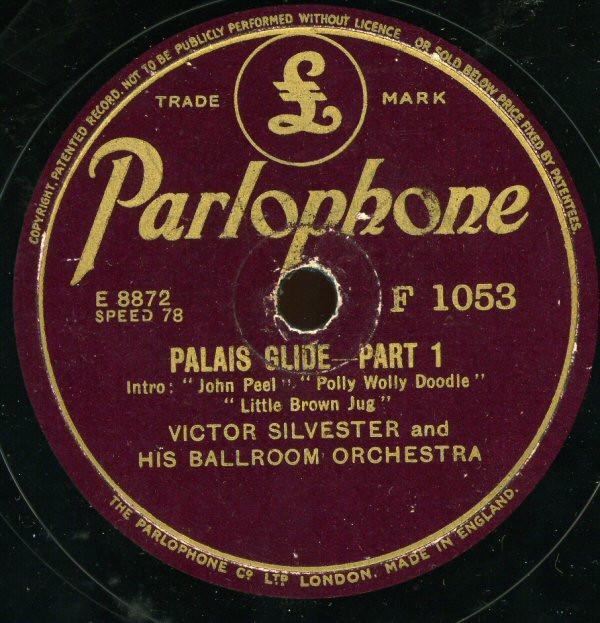 COPYRIGHT, PATENTED RECORD. NOT TO BE PUBLICLY PERFORMED WITHOUT LICENCE OR SOLD BELOW PRICE FIXED BY PATENTEES.
£
TRADE MARK
Parlophone
E 8872
SPEED 78
F 1053
PALAIS GLIDE—PART 1
Intro: "John Peel", "Polly Wolly Doodle"
"Little Brown Jug"
VICTOR SILVESTER and
HIS BALLROOM ORCHESTRA
THE PARLOPHONE Co LTD LONDON. MADE IN ENGLAND.